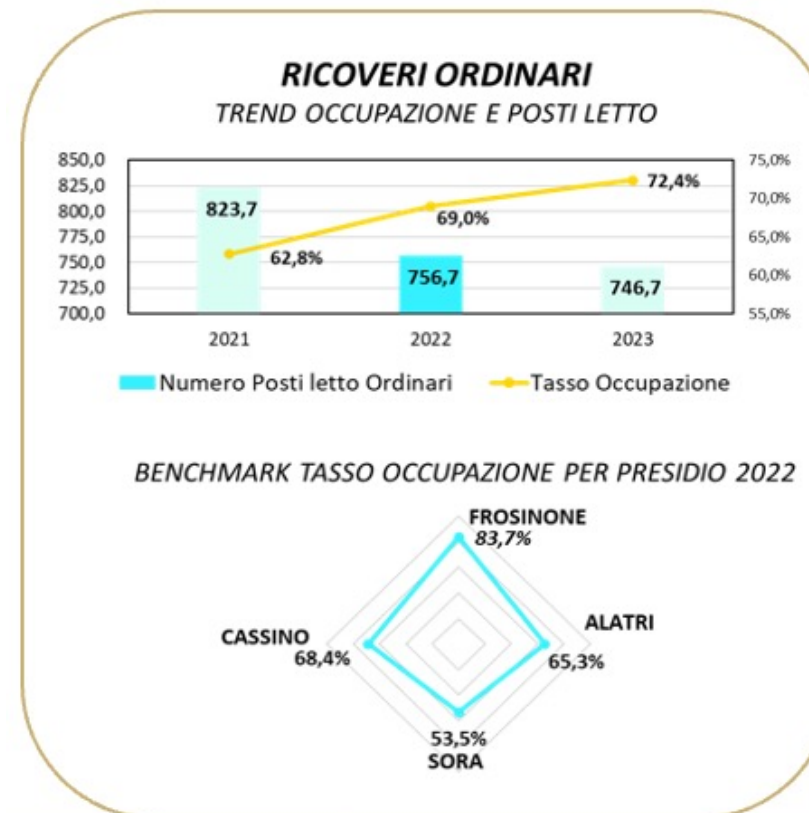 RICOVERI ORDINARI
TREND OCCUPAZIONE E POSTI LETTO
850,0
825,0
800,0
775,0
750,0
725,0
700,0
75,0%
70,0%
65,0%
60,0%
55,0%
823,7
756,7
746,7
62,8%
69,0%
72,4%
2021 2022 2023
Numero Posti letto Ordinari Tasso Occupazione
BENCHMARK TASSO OCCUPAZIONE PER PRESIDIO 2022
FROSINONE
83,7%
ALATRI
65,3%
CASSINO
68,4%
53,5%
SORA